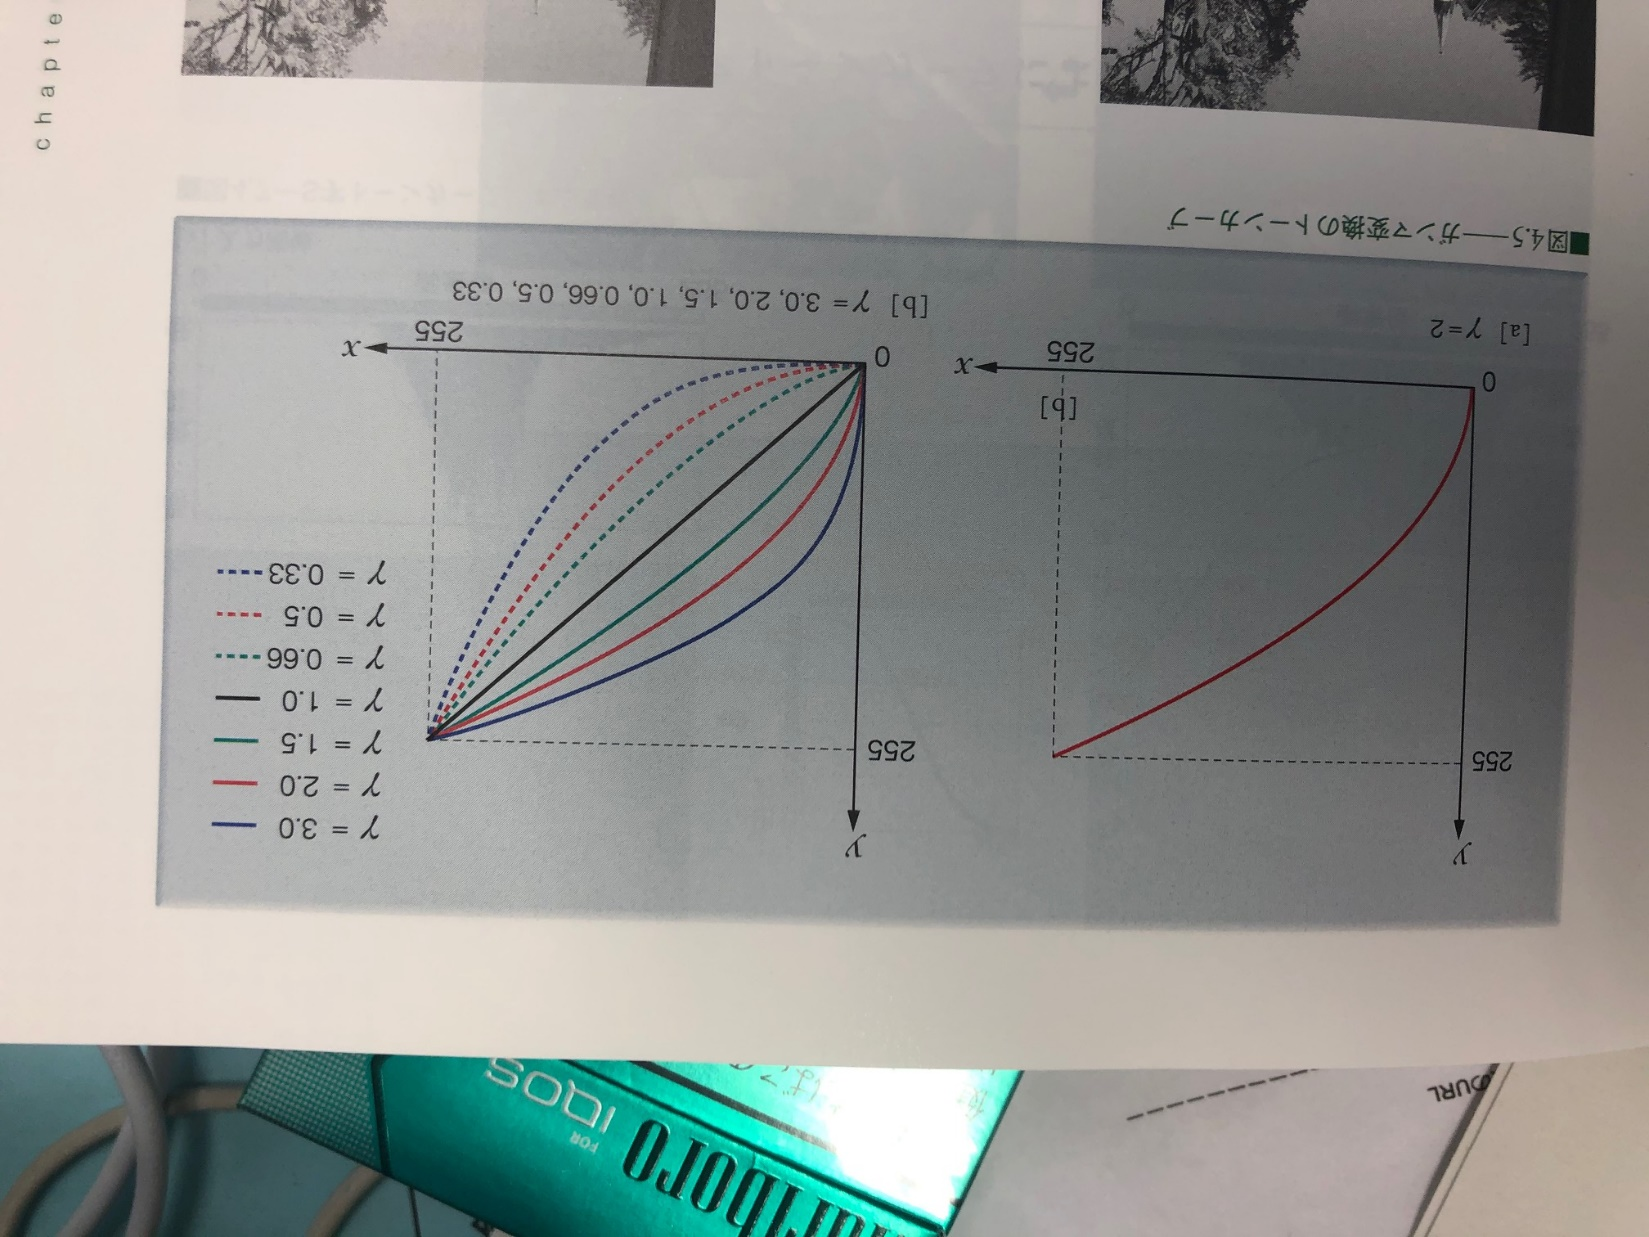 chapte
y
255
0
255
x
[a] γ=2
[b]
y
255
0
255
x
[b] γ= 3.0, 2.0, 1.5, 1.0, 0.66, 0.5, 0.33
γ = 3.0
γ = 2.0
γ = 1.5
γ = 1.0
γ = 0.66
γ = 0.5
γ = 0.33
■図4.5——ガンマ変換のトーンカーブ
arlboro
FOR
IQOS
OURL